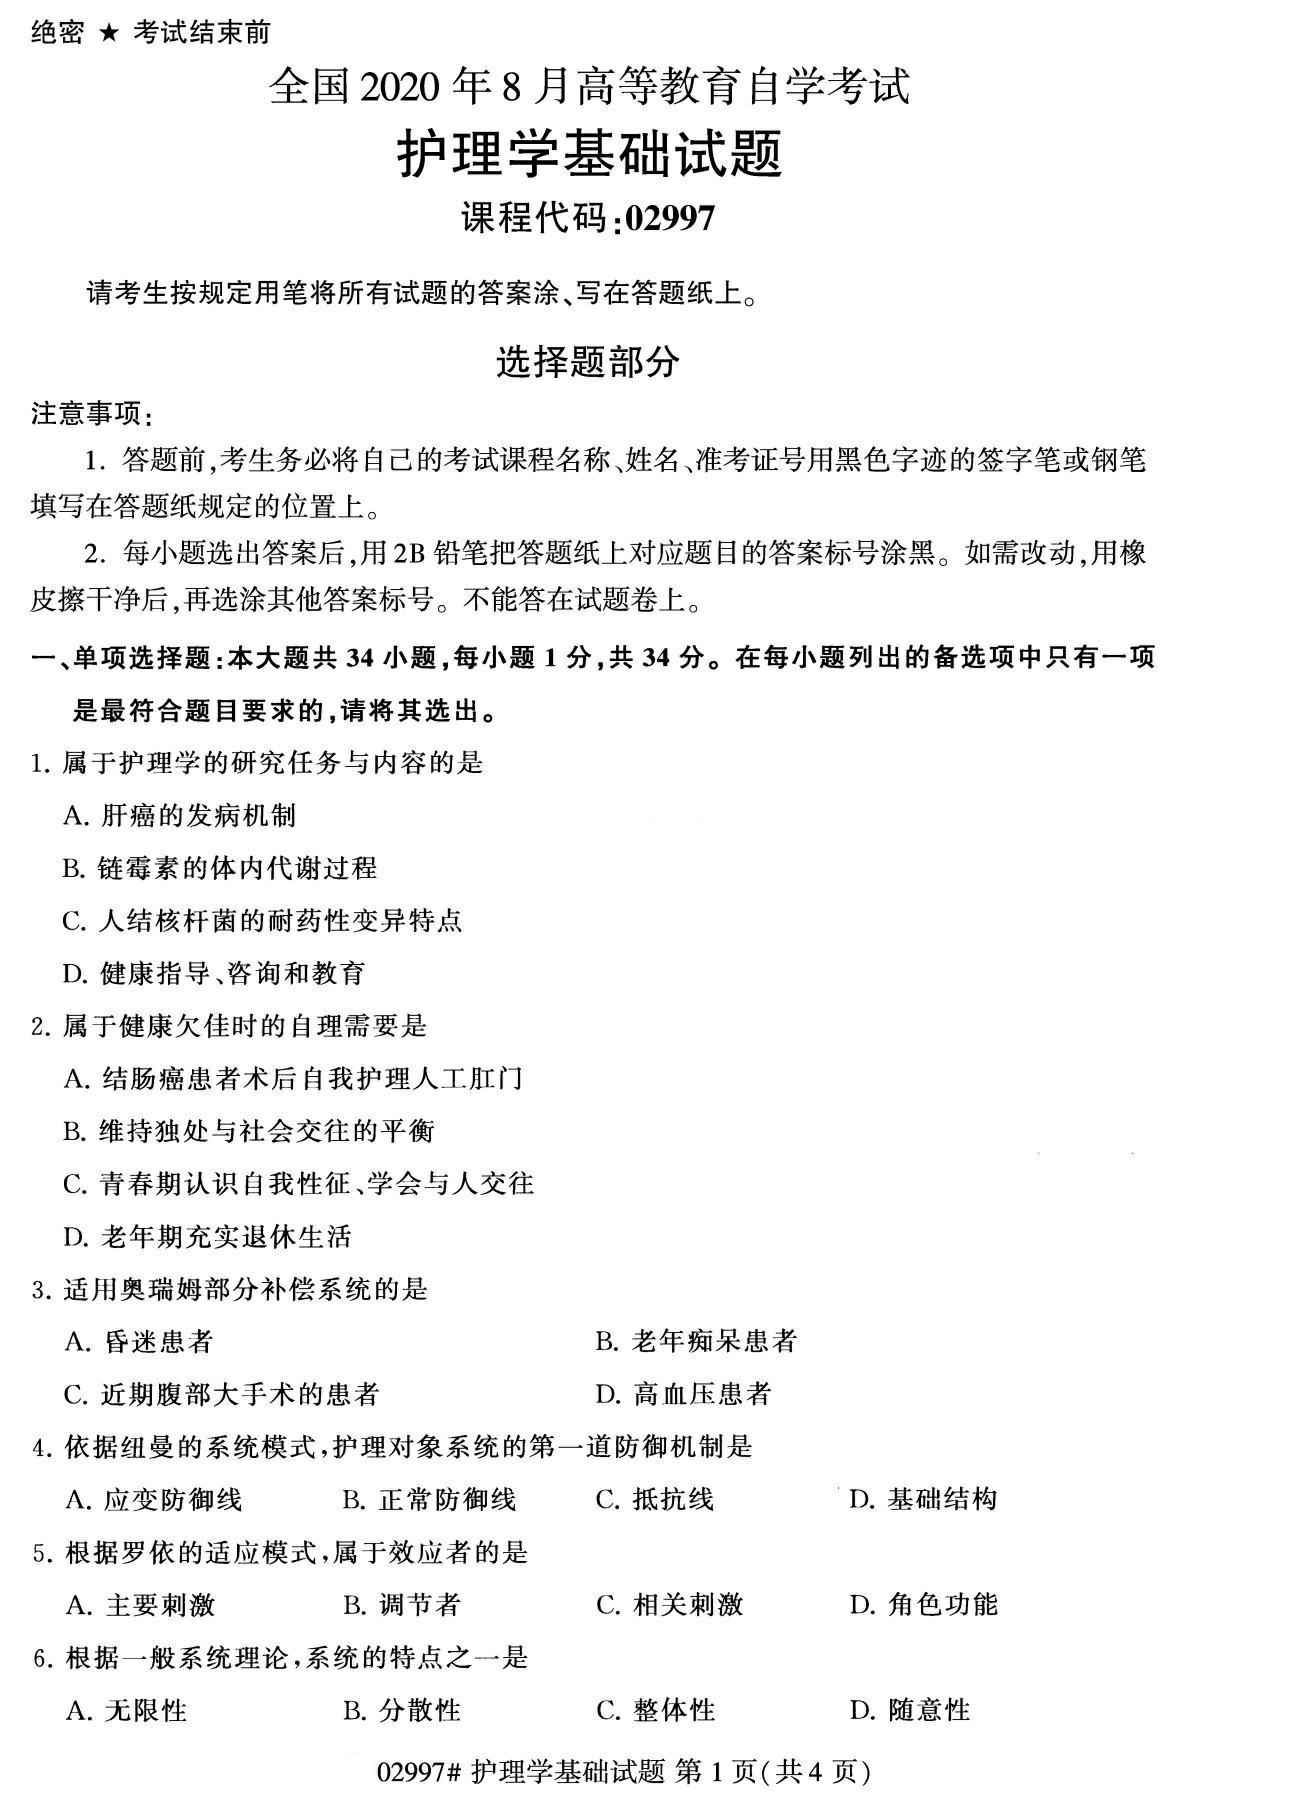 绝密 ★ 考试结束前
全国 2020 年 8 月高等教育自学考试
护理学基础试题
课程代码:02997
请考生按规定用笔将所有试题的答案涂、写在答题纸上。
选择题部分
注意事项:
1. 答题前,考生务必将自己的考试课程名称、姓名、准考证号用黑色字迹的签字笔或钢笔
填写在答题纸规定的位置上。
2. 每小题选出答案后,用 2B 铅笔把答题纸上对应题目的答案标号涂黑。如需改动,用橡
皮擦干净后,再选涂其他答案标号。不能答在试题卷上。
一、单项选择题:本大题共 34 小题,每小题 1 分,共 34 分。在每小题列出的备选项中只有一项
是最符合题目要求的,请将其选出。
1. 属于护理学的研究任务与内容的是
A. 肝癌的发病机制
B. 链霉素的体内代谢过程
C. 人结核杆菌的耐药性变异特点
D. 健康指导、咨询和教育
2. 属于健康欠佳时的自理需要是
A. 结肠癌患者术后自我护理人工肛门
B. 维持独处与社会交往的平衡
C. 青春期认识自我性征、学会与人交往
D. 老年期充实退休生活
3. 适用奥瑞姆部分补偿系统的是
A. 昏迷患者 B. 老年痴呆患者
C. 近期腹部大手术的患者 D. 高血压患者
4. 依据纽曼的系统模式,护理对象系统的第一道防御机制是
A. 应变防御线 B. 正常防御线 C. 抵抗线 D. 基础结构
5. 根据罗依的适应模式,属于效应者的是
A. 主要刺激 B. 调节者 C. 相关刺激 D. 角色功能
6. 根据一般系统理论,系统的特点之一是
A. 无限性 B. 分散性 C. 整体性 D. 随意性
02997# 护理学基础试题 第 1 页(共 4 页)